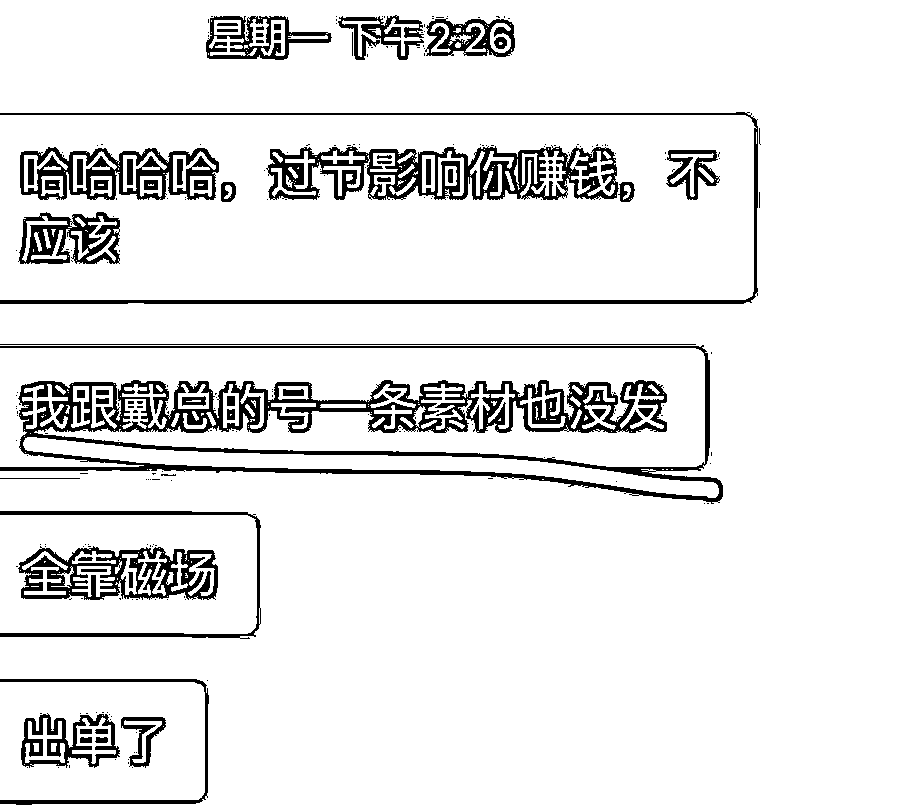 星期一 下午 2:26
哈哈哈哈，过节影响你赚钱，不
应该
我跟戴总的号一条素材也没发
全靠磁场
出单了